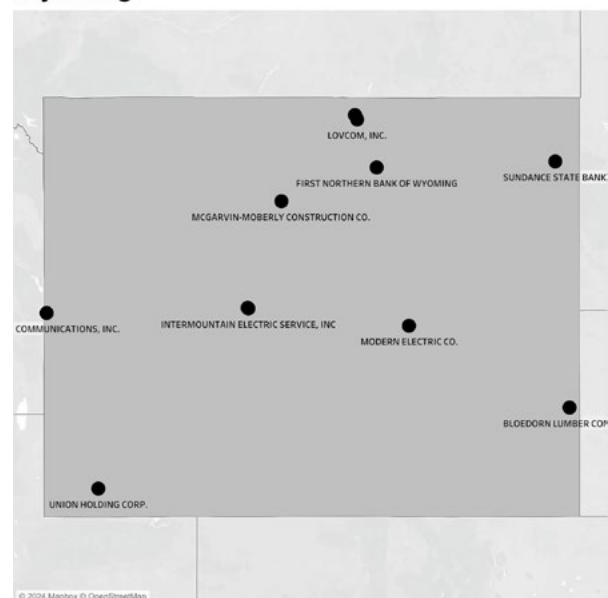 LOVCOM, INC.
FIRST NORTHERN BANK OF WYOMING
SUNDANCE STATE BANK
MCGARVIN-MOBERLY CONSTRUCTION CO.
COMMUNICATIONS, INC.
INTERMOUNTAIN ELECTRIC SERVICE, INC
MODERN ELECTRIC CO.
BLOEDORN LUMBER COM
UNION HOLDING CORP.
© 2024 Mapbox © OpenStreetMap